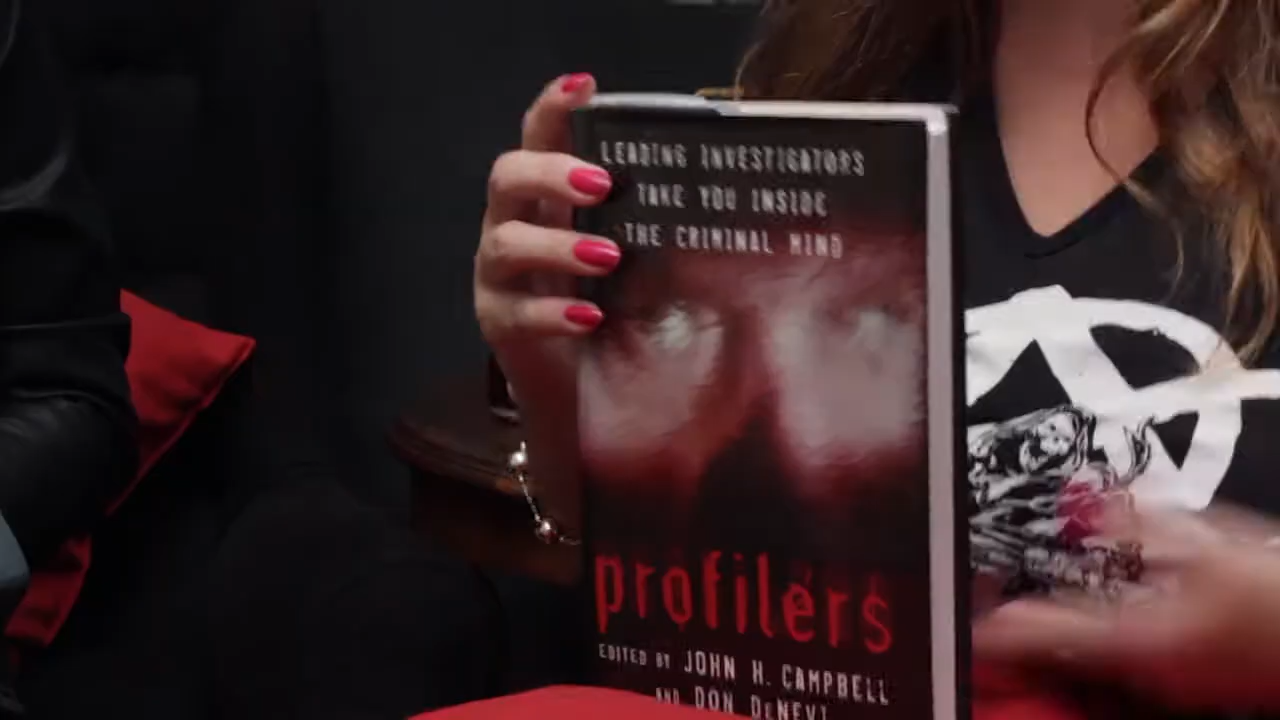 LEADING INVESTIGATORS
TAKE YOU INSIDE
THE CRIMINAL MIND
profilers
EDITED BY JOHN H. CAMPBELL
AND DON DENEVI